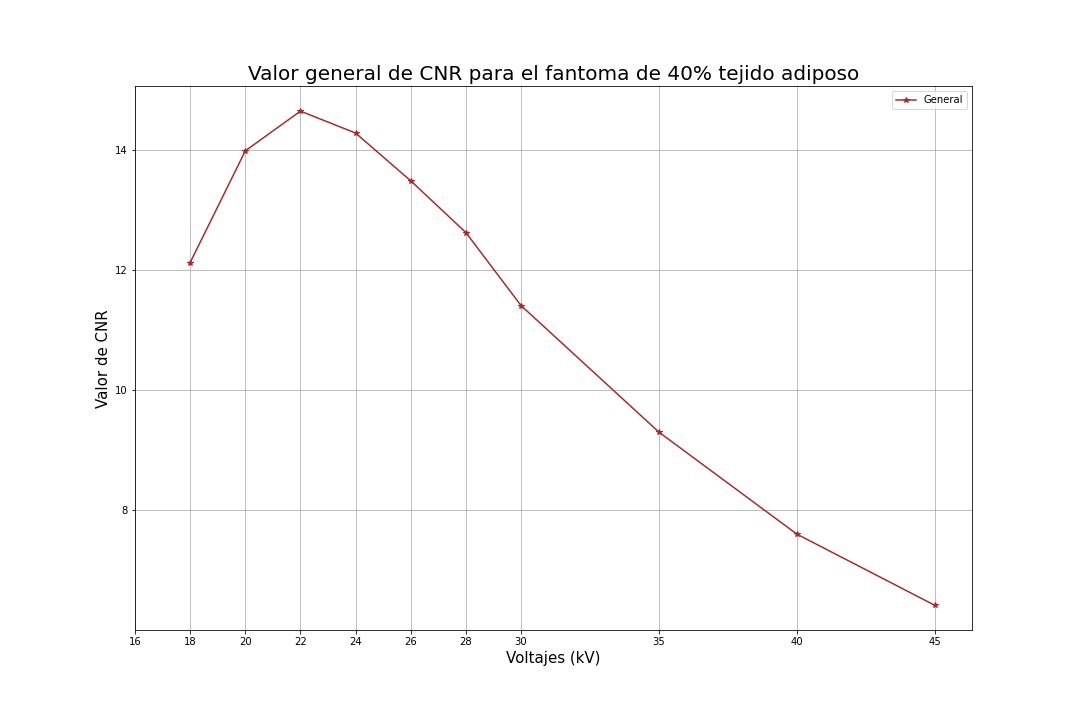 Valor general de CNR para el fantoma de 40% tejido adiposo
General
14
12
10
8
Valor de CNR
16 18 20 22 24 26 28 30 35 40 45
Voltajes (kV)